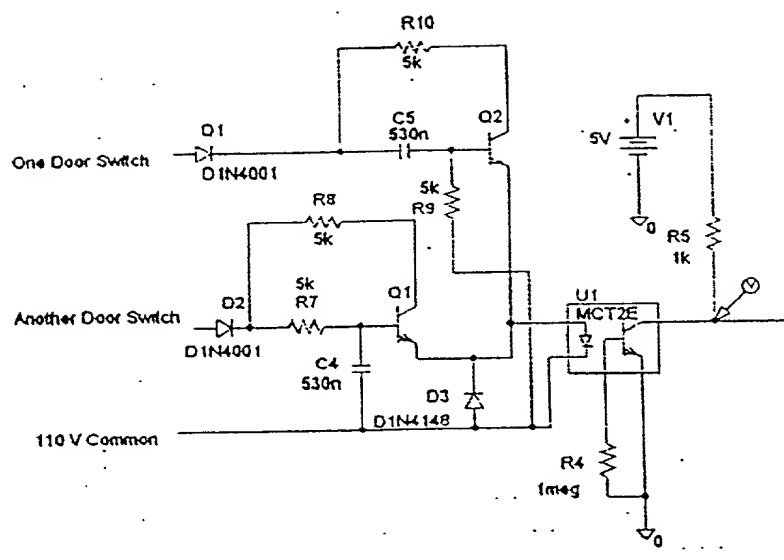 R10
5k
C5
530n
Q2
V1
5V
Q1
One Door Switch
D1N4001
5k
R9
R8
5k
0
R5
1k
5k
R7
Q1
D2
Another Door Switch
D1N4001
C4
530n
U1
MCT2E
V
D3
D1N4148
110 V Common
R4
1meg
0